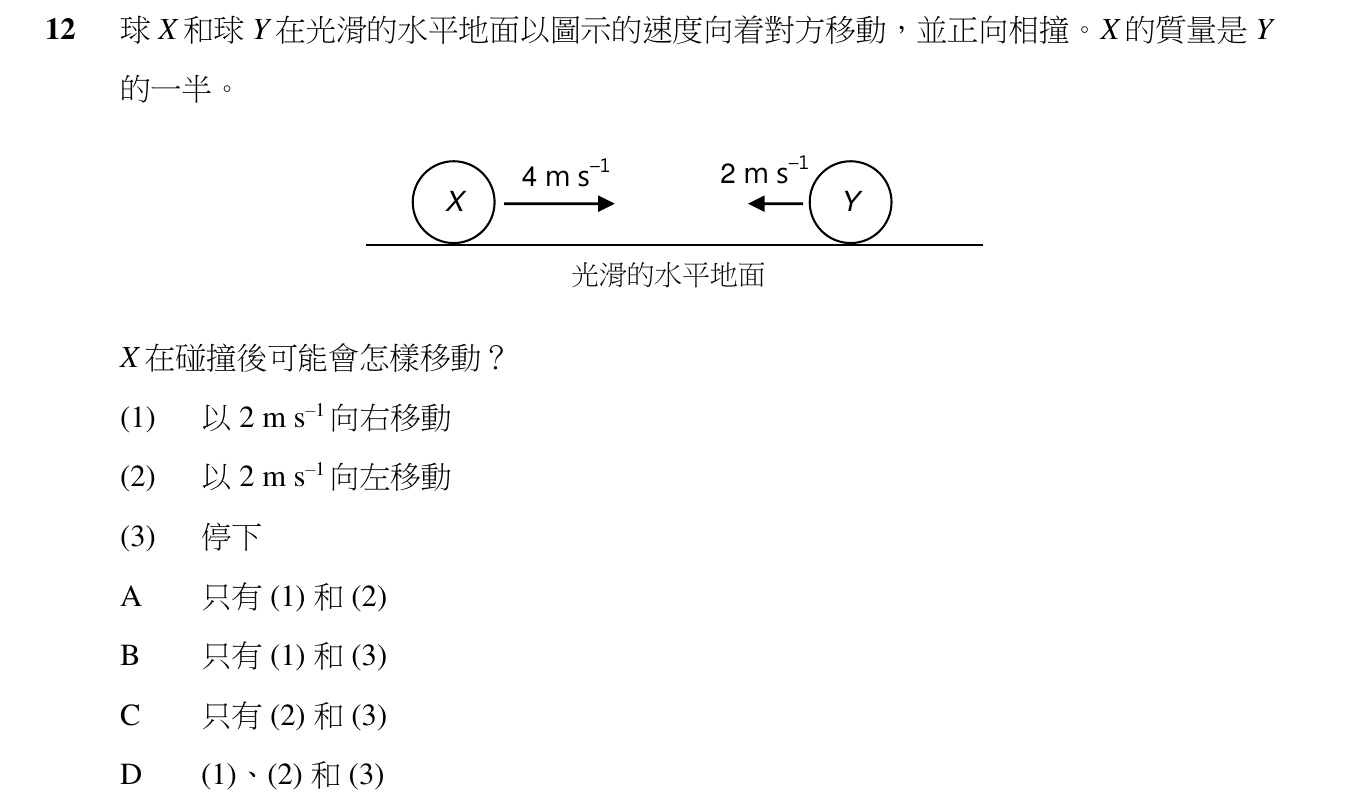 12 球 X 和球 Y 在光滑的水平地面以圖示的速度向着對方移動，並正向相撞。X 的質量是 Y
的一半。
X 4 m s⁻¹ 2 m s⁻¹ Y
光滑的水平地面
X 在碰撞後可能會怎樣移動？
(1) 以 2 m s⁻¹ 向右移動
(2) 以 2 m s⁻¹ 向左移動
(3) 停下
A 只有 (1) 和 (2)
B 只有 (1) 和 (3)
C 只有 (2) 和 (3)
D (1)、(2) 和 (3)